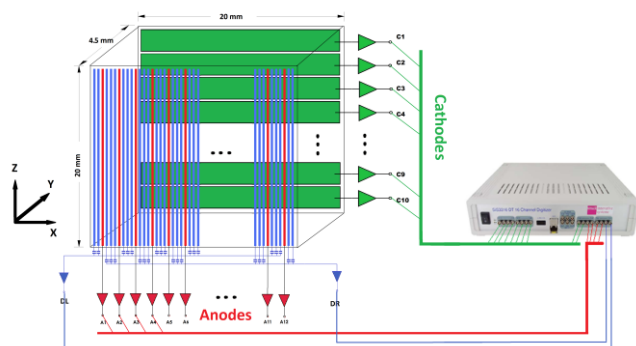 20 mm
4.5 mm
C1
C2
C3
C4
C9
C10
Cathodes
20 mm
Z
Y
X
DL
DR
A1
A2
A3
A4
A5
A6
A11
A12
Anodes